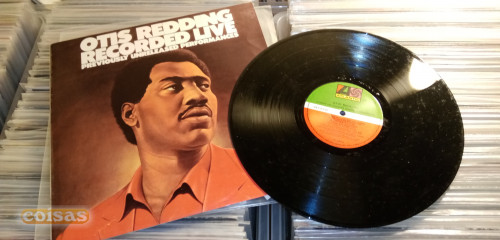 OTIS REDDING
RECORDED LIVE
PREVIOUSLY UNRELEASED PERFORMANCES
coisas